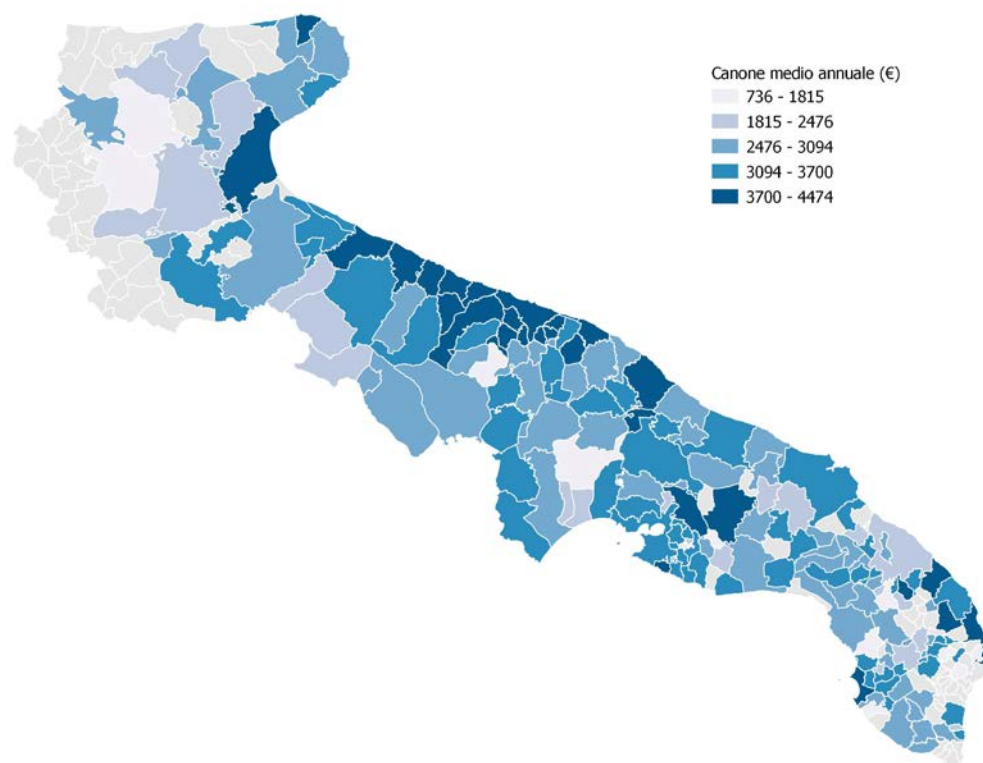 Canone medio annuale (€)
736 - 1815
1815 - 2476
2476 - 3094
3094 - 3700
3700 - 4474